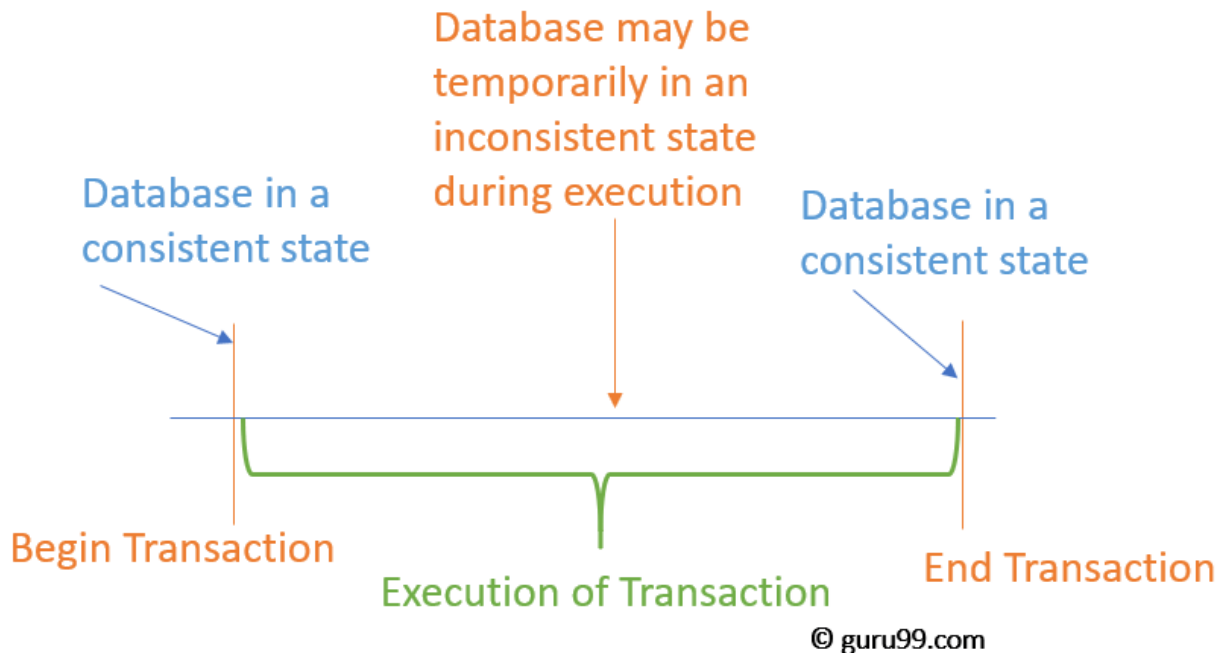 Database may be
temporarily in an
inconsistent state
during execution
Database in a
consistent state
Database in a
consistent state
Begin Transaction
End Transaction
Execution of Transaction
© guru99.com